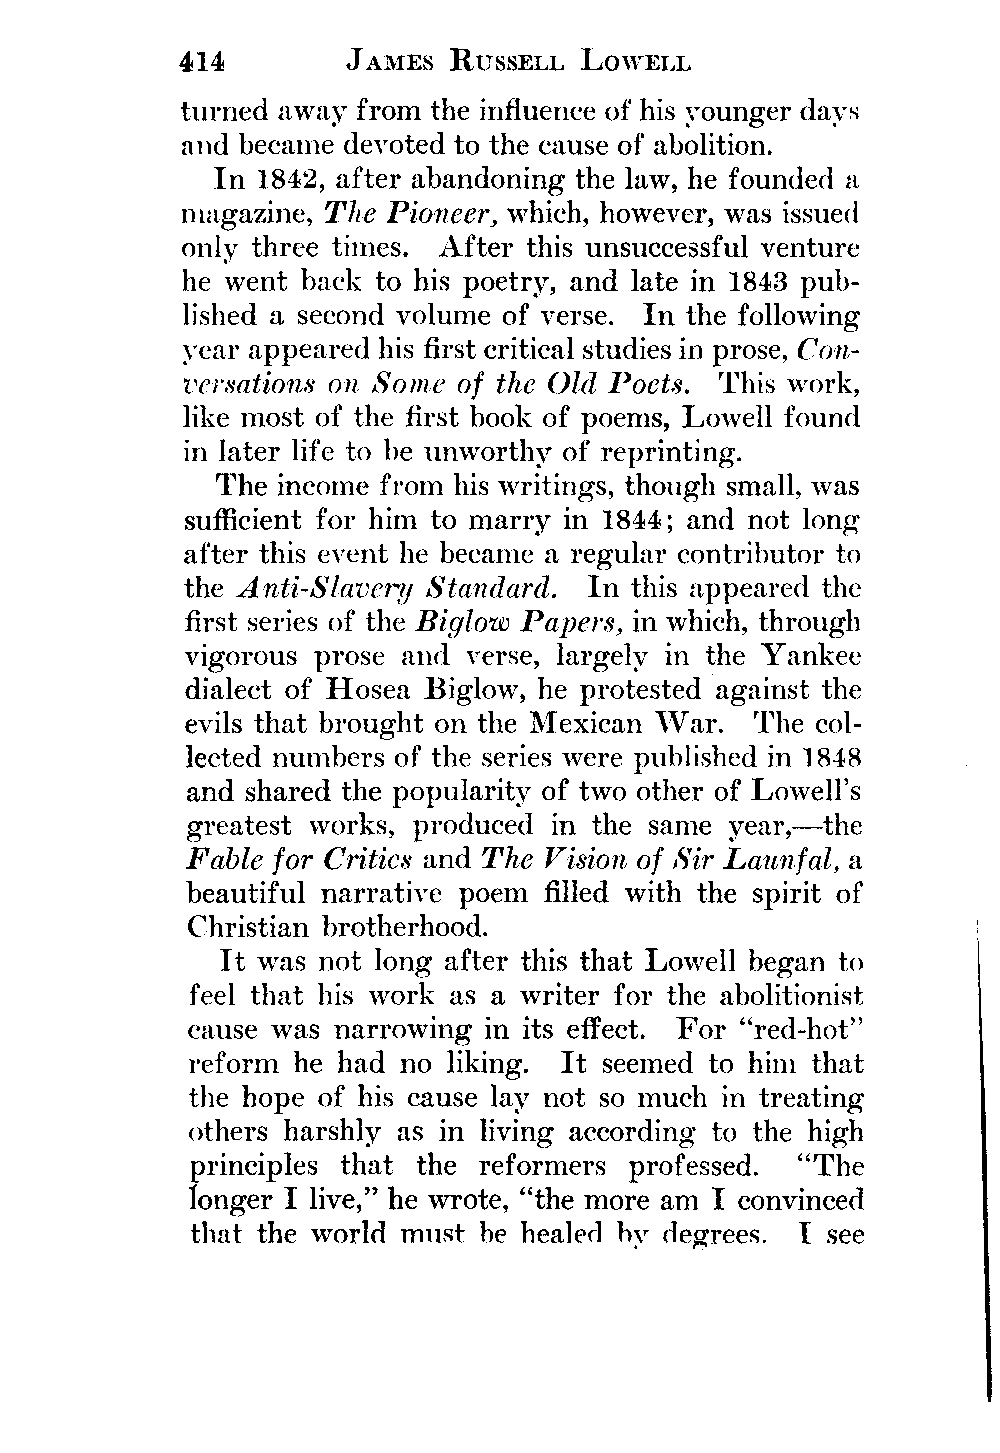 414 JAMES RUSSELL LOWELL
turned away from the influence of his younger days
and became devoted to the cause of abolition.
In 1842, after abandoning the law, he founded a
magazine, The Pioneer, which, however, was issued
only three times. After this unsuccessful venture
he went back to his poetry, and late in 1843 pub-
lished a second volume of verse. In the following
year appeared his first critical studies in prose, Con-
versations on Some of the Old Poets. This work,
like most of the first book of poems, Lowell found
in later life to be unworthy of reprinting.
The income from his writings, though small, was
sufficient for him to marry in 1844; and not long
after this event he became a regular contributor to
the Anti-Slavery Standard. In this appeared the
first series of the Biglow Papers, in which, through
vigorous prose and verse, largely in the Yankee
dialect of Hosea Biglow, he protested against the
evils that brought on the Mexican War. The col-
lected numbers of the series were published in 1848
and shared the popularity of two other of Lowell's
greatest works, produced in the same year,—the
Fable for Critics and The Vision of Sir Launfal, a
beautiful narrative poem filled with the spirit of
Christian brotherhood.
It was not long after this that Lowell began to
feel that his work as a writer for the abolitionist
cause was narrowing in its effect. For “red-hot”
reform he had no liking. It seemed to him that
the hope of his cause lay not so much in treating
others harshly as in living according to the high
principles that the reformers professed. “The
longer I live,” he wrote, “the more am I convinced
that the world must be healed by degrees. I see